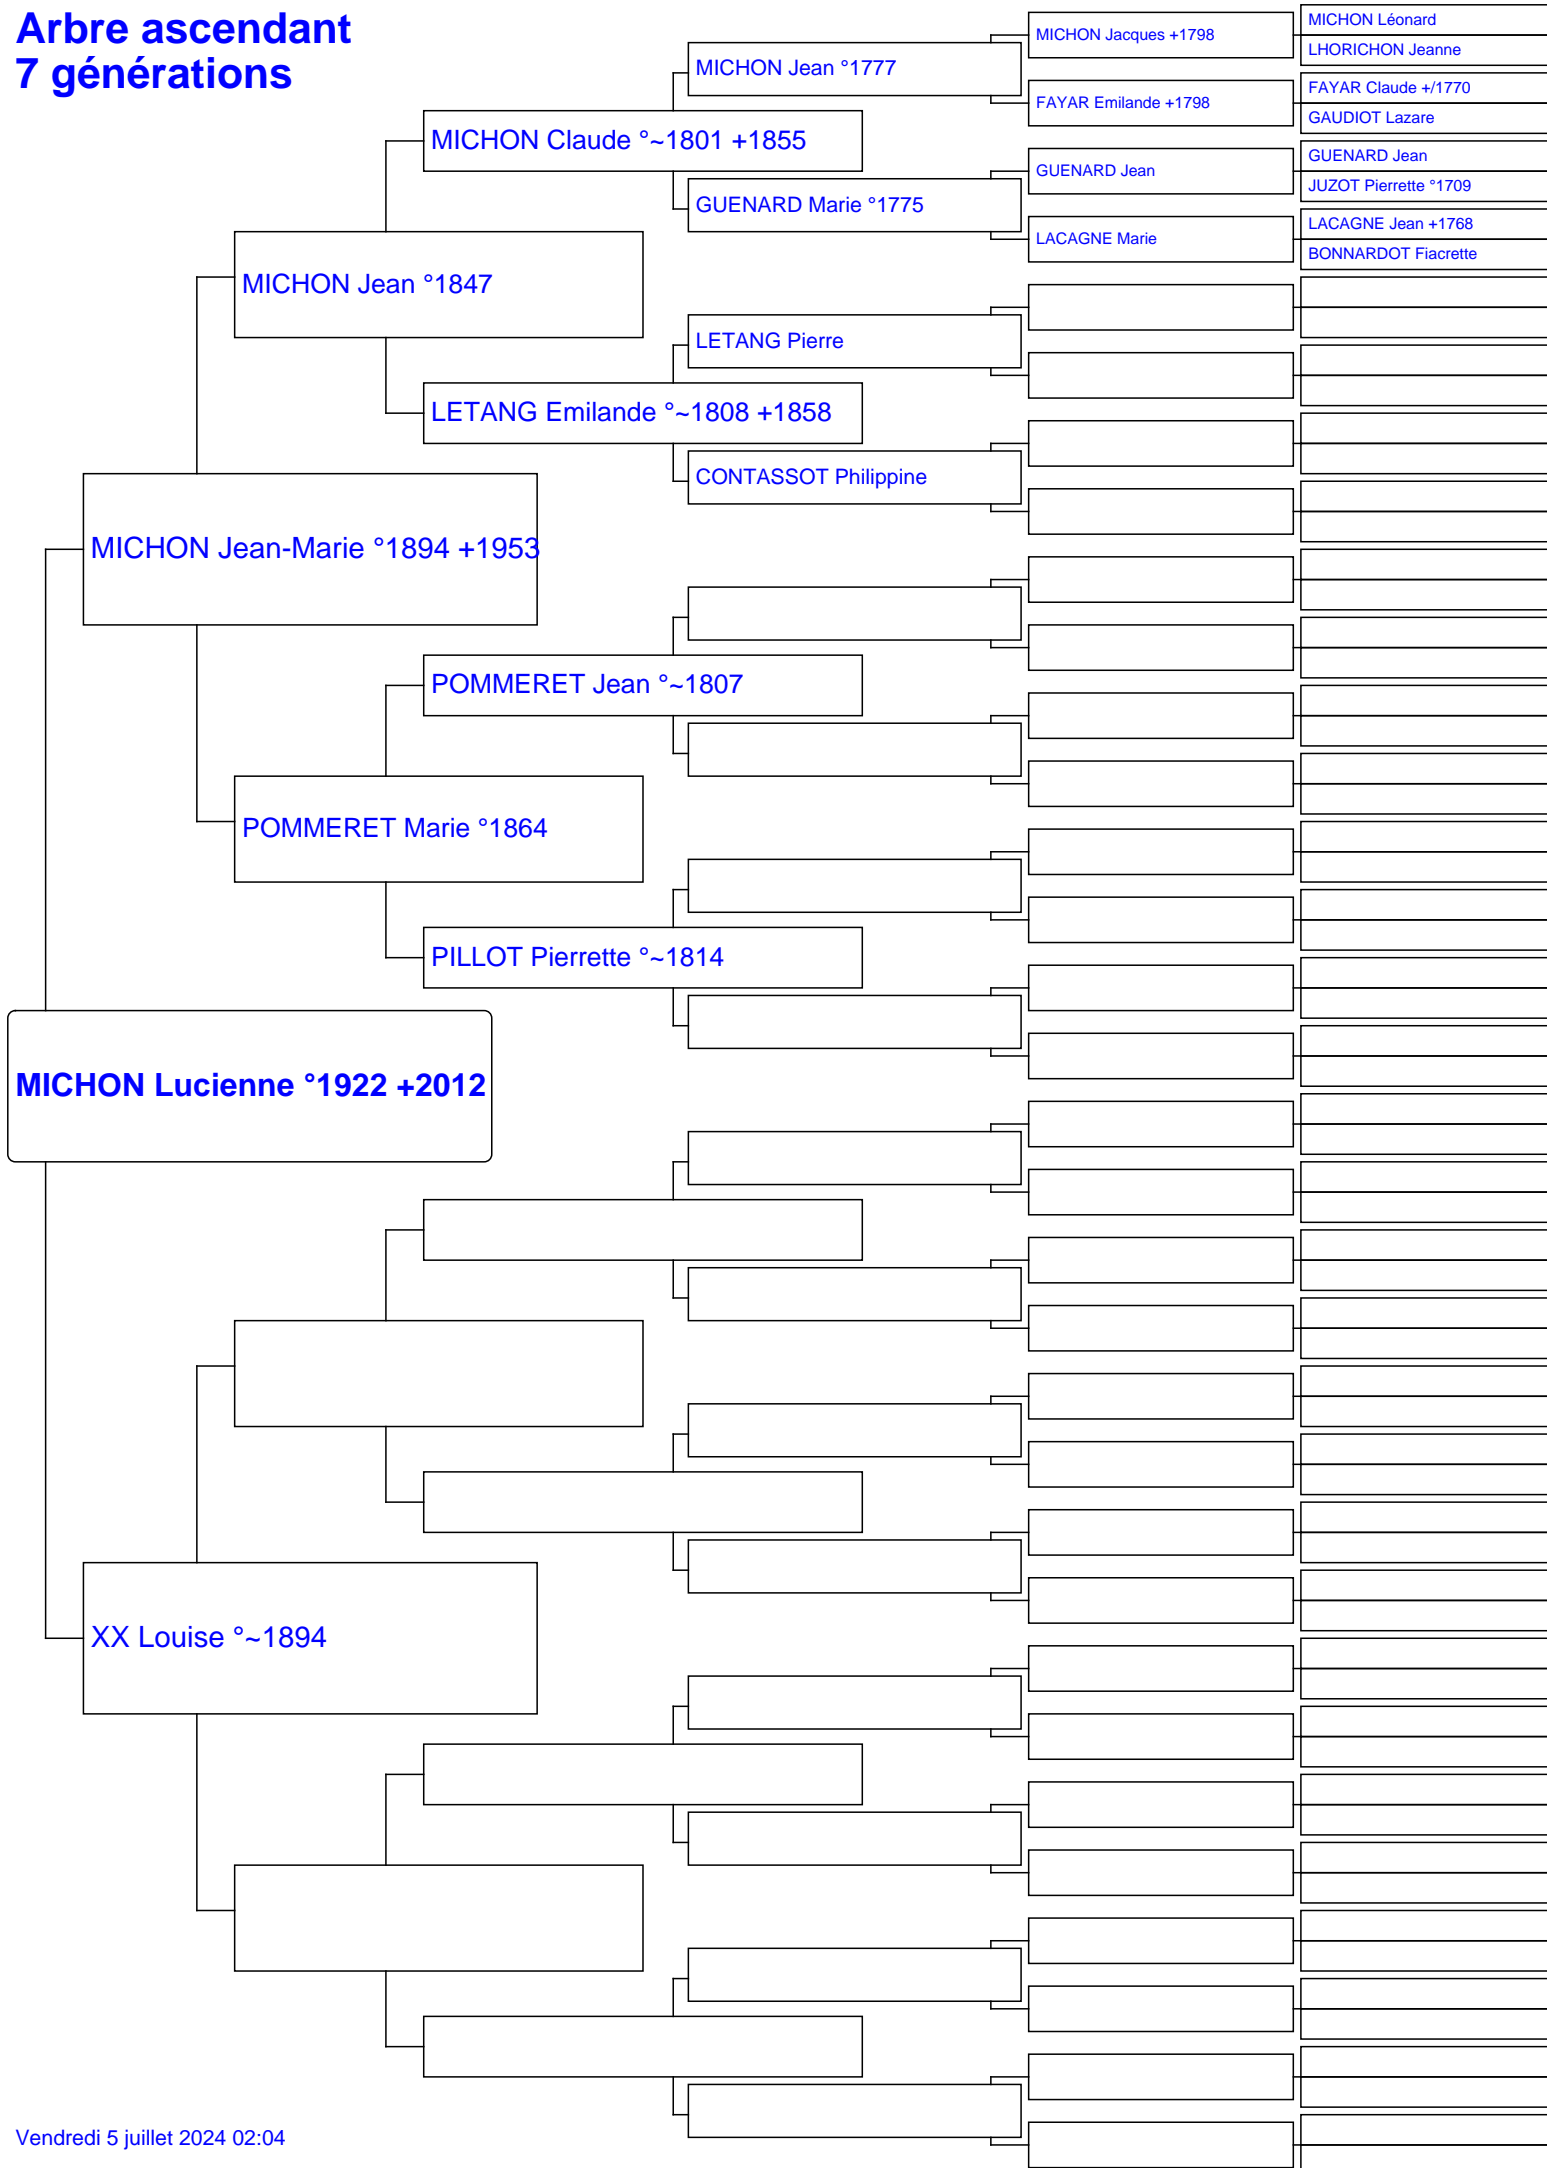 Arbre ascendant
7 générations
MICHON Lucienne °1922 +2012
MICHON Jean-Marie °1894 +1953
XX Louise °~1894
MICHON Jean °1847
POMMERET Marie °1864
MICHON Claude °~1801 +1855
LETANG Emilande °~1808 +1858
POMMERET Jean °~1807
PILLOT Pierrette °~1814
MICHON Jean °1777
GUENARD Marie °1775
LETANG Pierre
CONTASSOT Philippine
MICHON Jacques +1798
FAYAR Emilande +1798
GUENARD Jean
LACAGNE Marie
MICHON Léonard
LHORICHON Jeanne
FAYAR Claude +/1770
GAUDIOT Lazare
GUENARD Jean
JUZOT Pierrette °1709
LACAGNE Jean +1768
BONNARDOT Fiacrette
Vendredi 5 juillet 2024 02:04